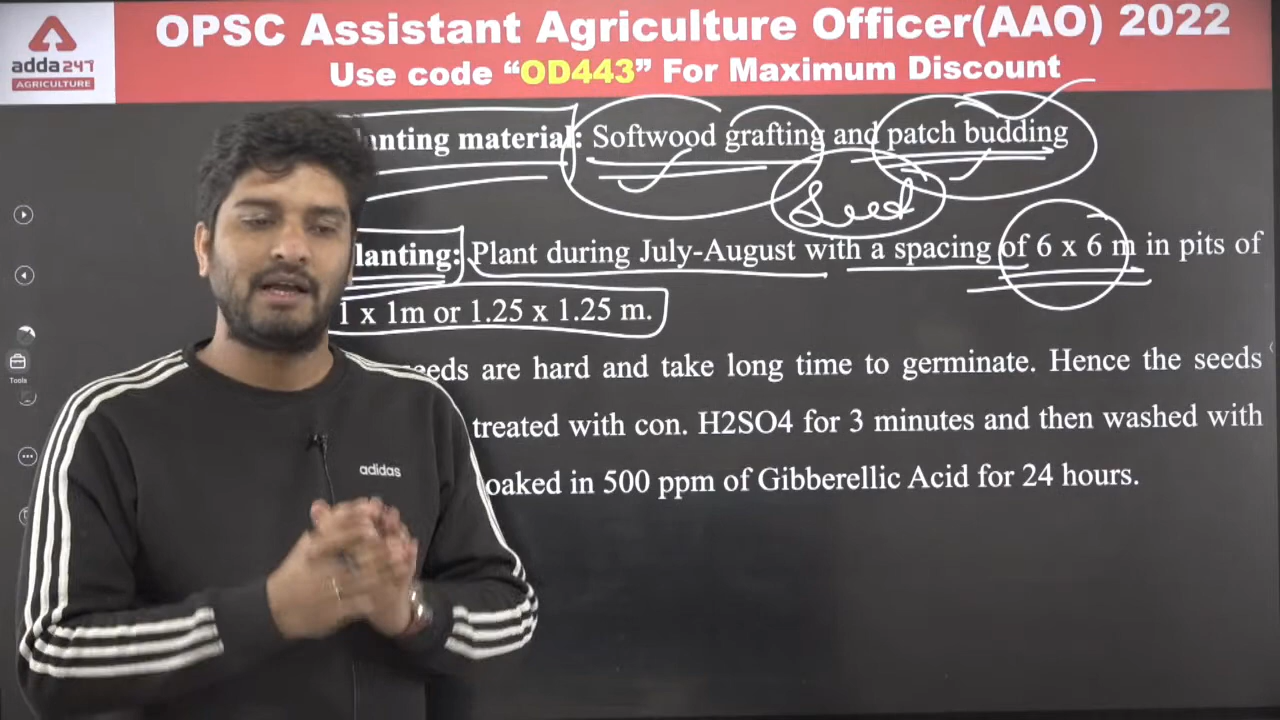 OPSC Assistant Agriculture Officer(AAO) 2022
adda247
AGRICULTURE
Use code “OD443” For Maximum Discount
anting material: Softwood grafting and patch budding
Seed
lanting: Plant during July-August with a spacing of 6 x 6 m in pits of
1 x 1m or 1.25 x 1.25 m.
eeds are hard and take long time to germinate. Hence the seeds
treated with con. H2SO4 for 3 minutes and then washed with
oaked in 500 ppm of Gibberellic Acid for 24 hours.
adidas
Tools